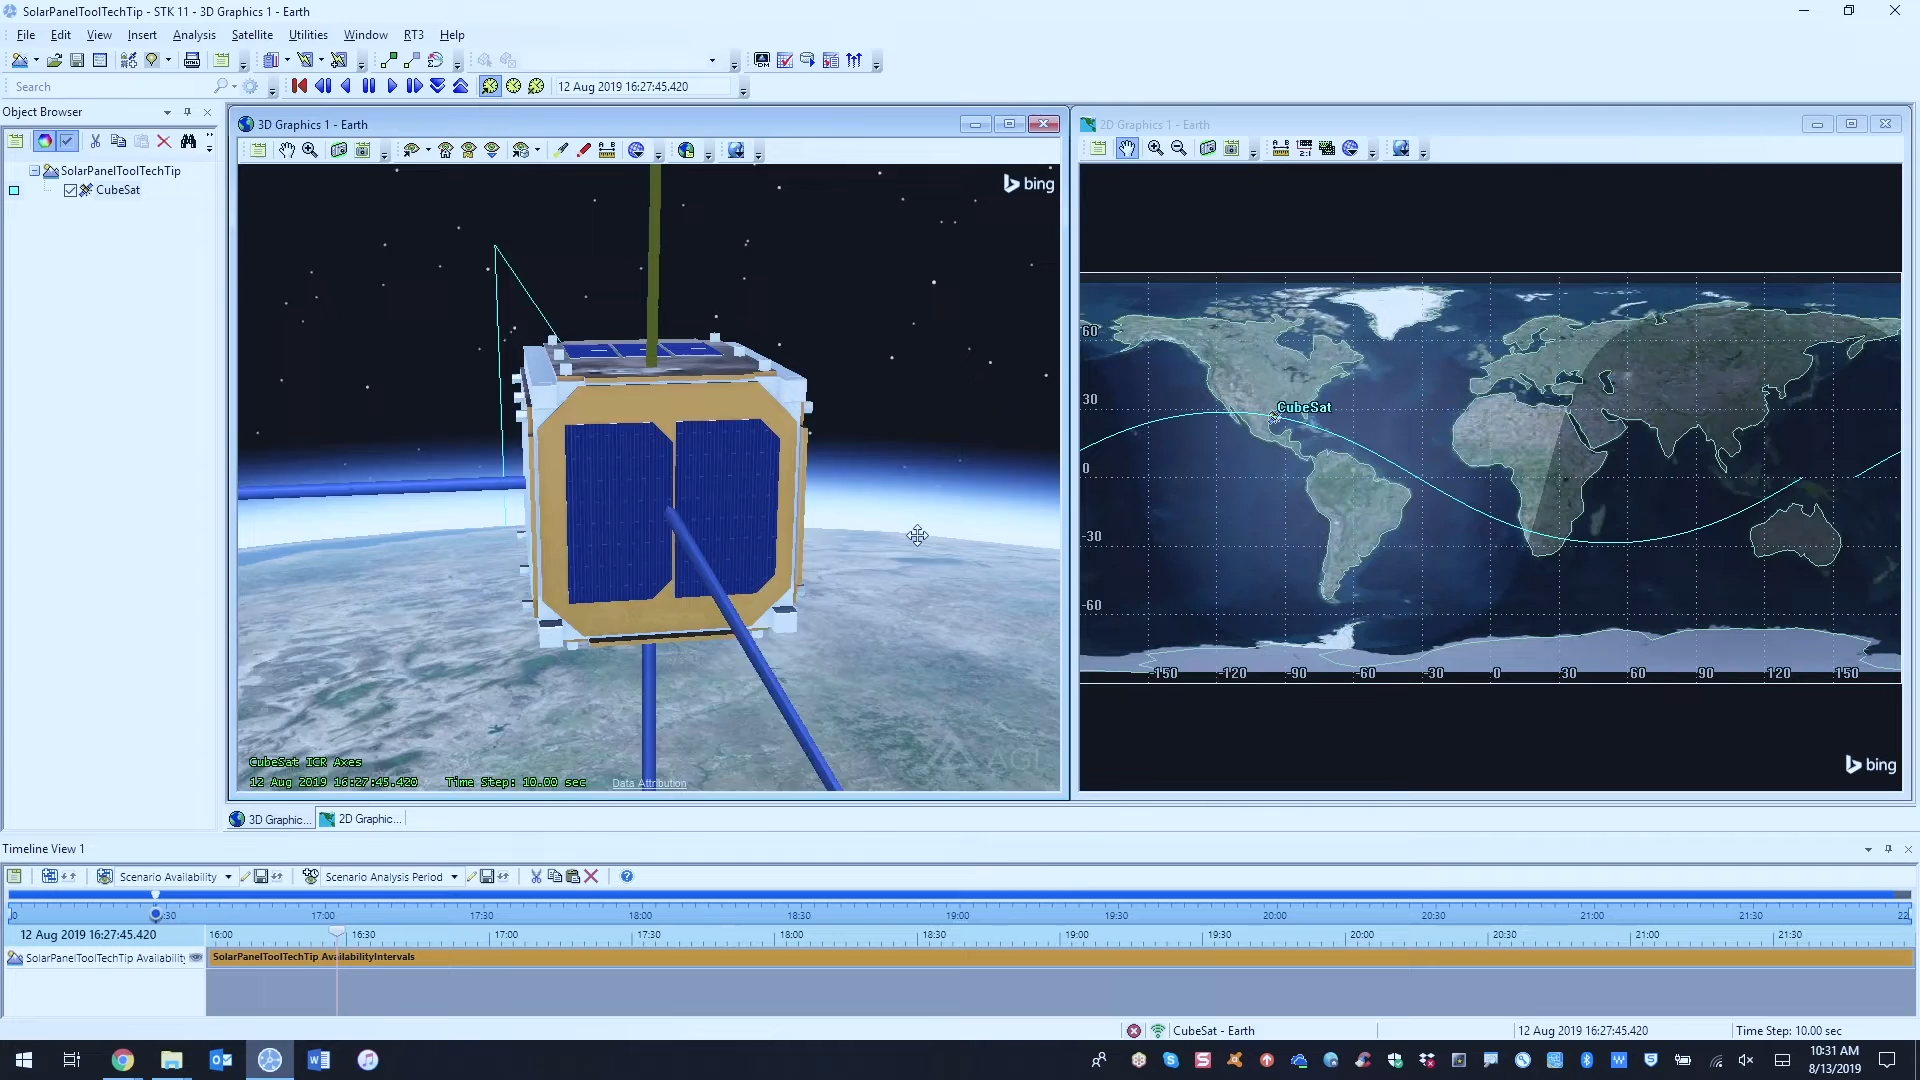 SolarPanelToolTechTip - STK 11 - 3D Graphics 1 - Earth
File Edit View Insert Analysis Satellite Utilities Window RT3 Help
Search
12 Aug 2019 16:27:45.420
Object Browser
SolarPanelToolTechTip
CubeSat
3D Graphics 1 - Earth
bing
CubeSat ICR Axes
12 Aug 2019 16:27:45.420 Time Step: 10.00 sec
Data Attribution
2D Graphics 1 - Earth
60
30
CubeSat
0
-30
-60
-150 -120 -90 -60 -30 0 30 60 90 120 150
bing
3D Graphic... 2D Graphic...
Timeline View 1
Scenario Availability Scenario Analysis Period
17:00 17:30 18:00 18:30 19:00 19:30 20:00 20:30 21:00 21:30
12 Aug 2019 16:27:45.420
16:00 16:30 17:00 17:30 18:00 18:30 19:00 19:30 20:00 20:30 21:00 21:30
SolarPanelToolTechTip Availability
SolarPanelToolTechTip AvailabilityIntervals
CubeSat - Earth
12 Aug 2019 16:27:45.420
Time Step: 10.00 sec
10:31 AM
8/13/2019